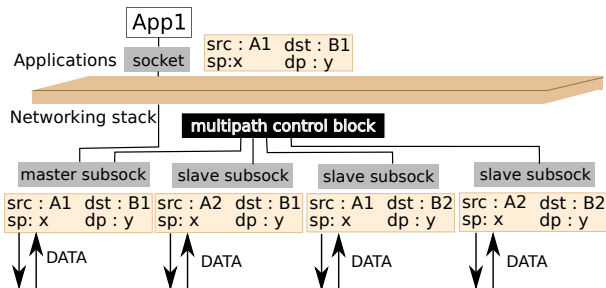 App1
Applications
socket
src : A1 dst : B1
sp:x dp : y
Networking stack
multipath control block
master subsock
slave subsock
slave subsock
slave subsock
src : A1 dst : B1
sp: x dp : y
src : A2 dst : B1
sp : x dp : y
src : A1 dst : B2
sp : x dp : y
src : A2 dst : B2
sp : x dp : y
DATA
DATA
DATA
DATA